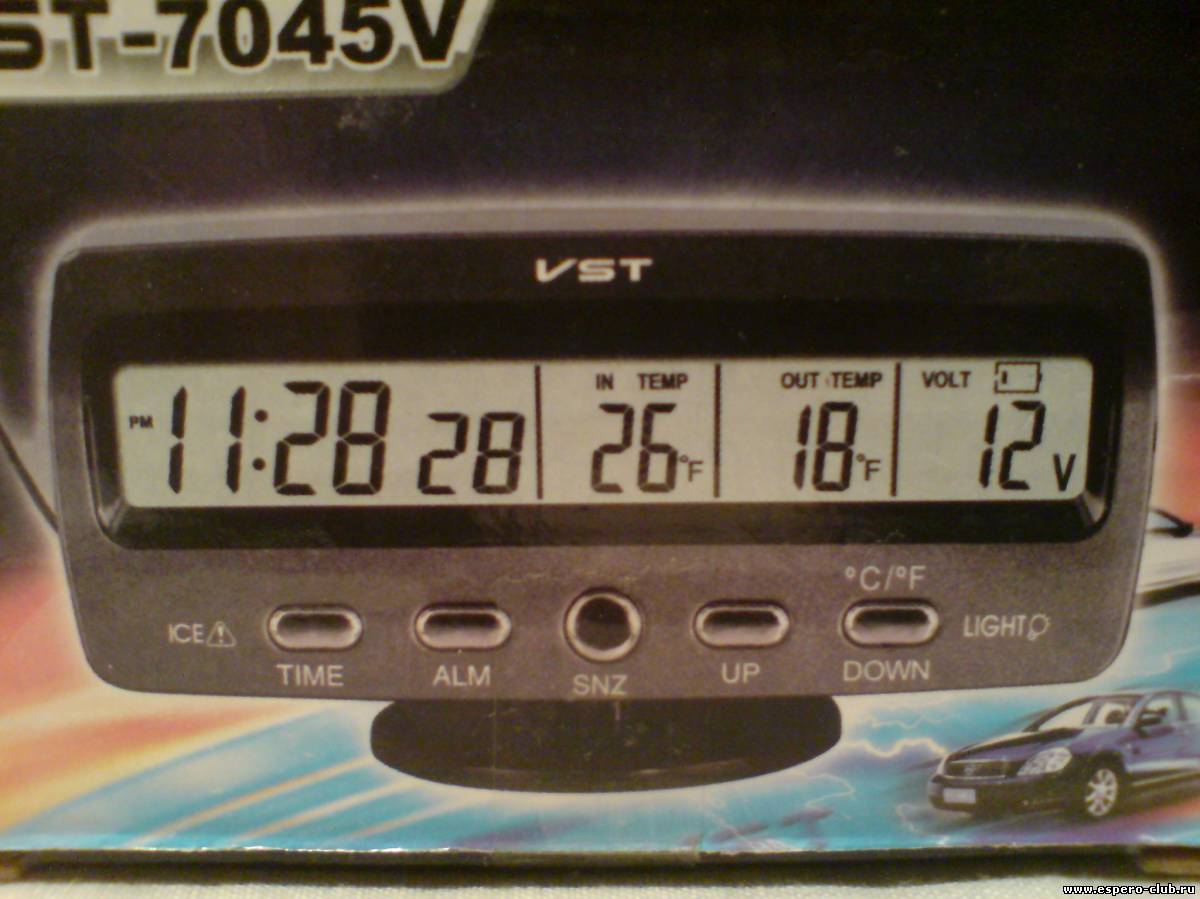 ST-7045V
VST
IN TEMP OUT TEMP VOLT
PM 11:28 28 26°F 18°F 12V
°C/°F
ICE LIGHT
TIME ALM SNZ UP DOWN
www.espero-club.ru